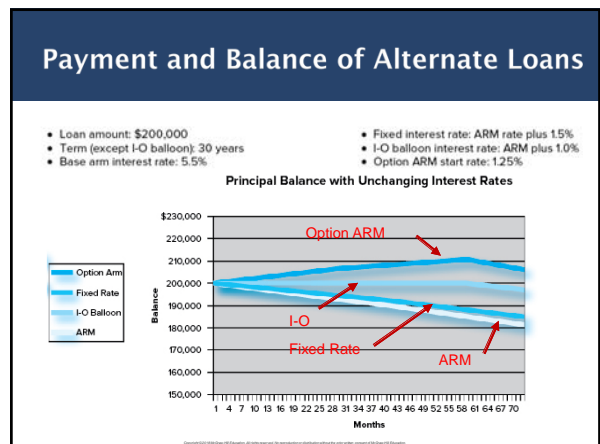 Payment and Balance of Alternate Loans
• Loan amount: $200,000
• Term (except I-O balloon): 30 years
• Base arm interest rate: 5.5%
• Fixed interest rate: ARM rate plus 1.5%
• I-O balloon interest rate: ARM plus 1.0%
• Option ARM start rate: 1.25%
Principal Balance with Unchanging Interest Rates
$230,000
220,000
210,000
200,000
190,000
180,000
170,000
160,000
150,000
Balance
Option ARM
I-O
Fixed Rate
ARM
Option Arm
Fixed Rate
I-O Balloon
ARM
1 4 7 10 13 16 19 22 25 28 31 34 37 40 43 46 49 52 55 58 61 64 67 70
Months